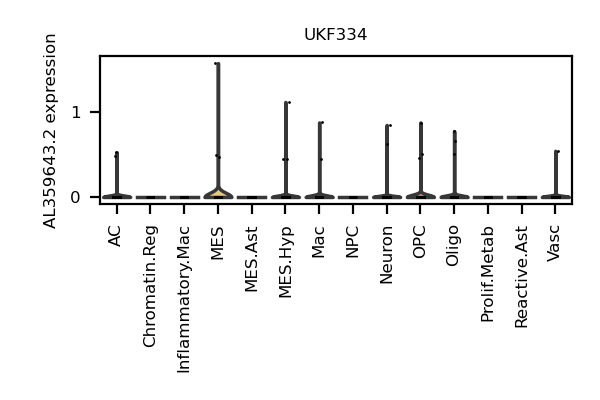 UKF334
AL359643.2 expression
1
0
AC
Chromatin.Reg
Inflammatory.Mac
MES
MES.Ast
MES.Hyp
Mac
NPC
Neuron
OPC
Oligo
Prolif.Metab
Reactive.Ast
Vasc